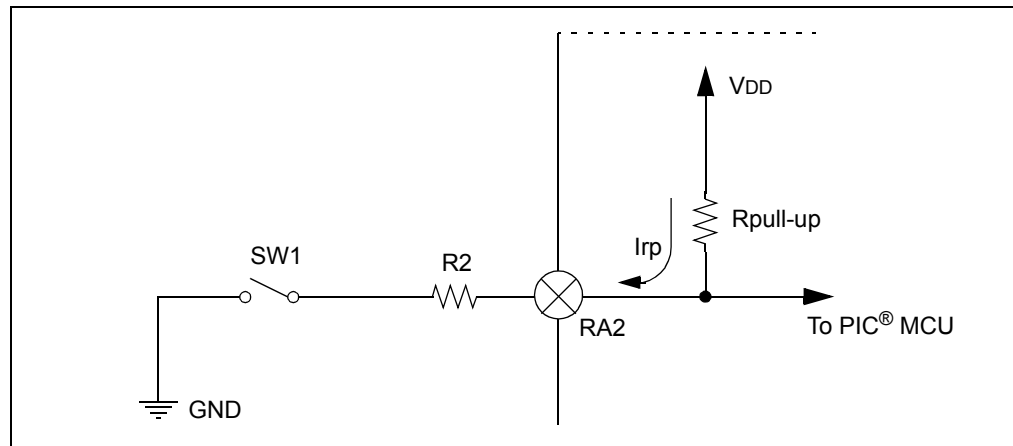 VDD
Rpull-up
Irp
SW1
R2
RA2
To PIC® MCU
GND